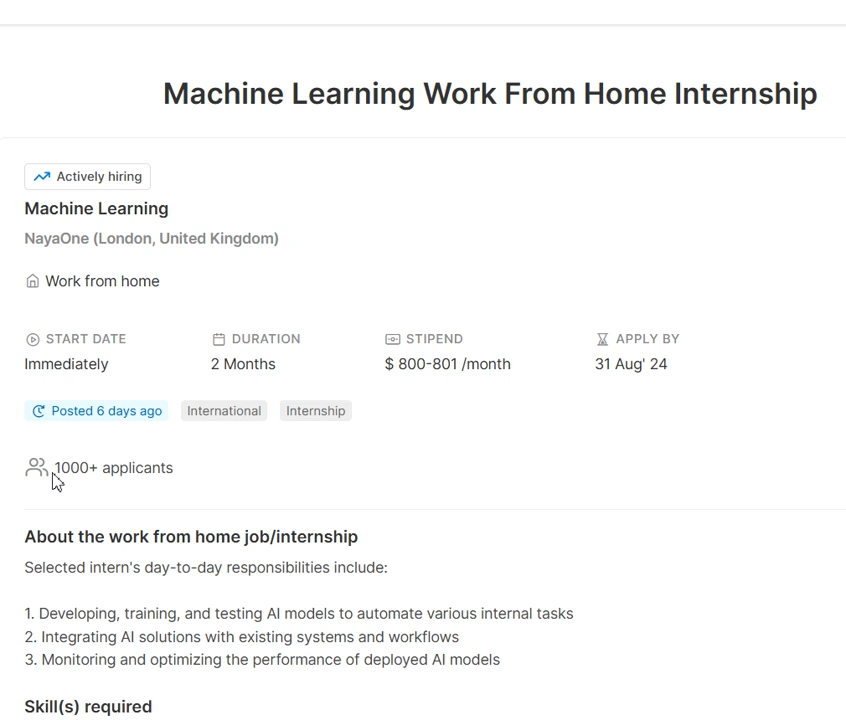 Machine Learning Work From Home Internship
Actively hiring
Machine Learning
NayaOne (London, United Kingdom)
Work from home
START DATE DURATION STIPEND APPLY BY
Immediately 2 Months $ 800-801 /month 31 Aug' 24
Posted 6 days ago International Internship
1000+ applicants
About the work from home job/internship
Selected intern's day-to-day responsibilities include:
1. Developing, training, and testing AI models to automate various internal tasks
2. Integrating AI solutions with existing systems and workflows
3. Monitoring and optimizing the performance of deployed AI models
Skill(s) required